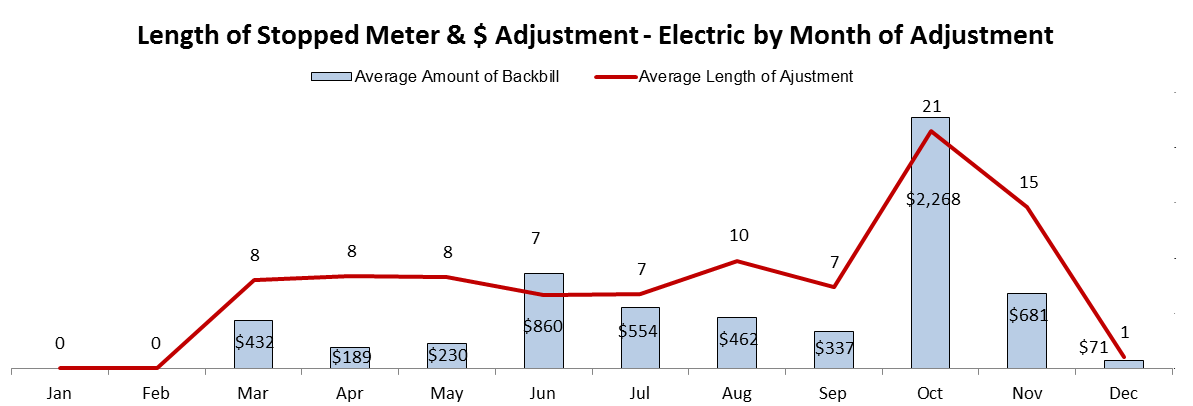 Length of Stopped Meter & $ Adjustment - Electric by Month of Adjustment
Average Amount of Backbill Average Length of Ajustment
0 0 8 8 8 7 7 10 7 21 15 1
$432 $189 $230 $860 $554 $462 $337 $2,268 $681 $71
Jan Feb Mar Apr May Jun Jul Aug Sep Oct Nov Dec